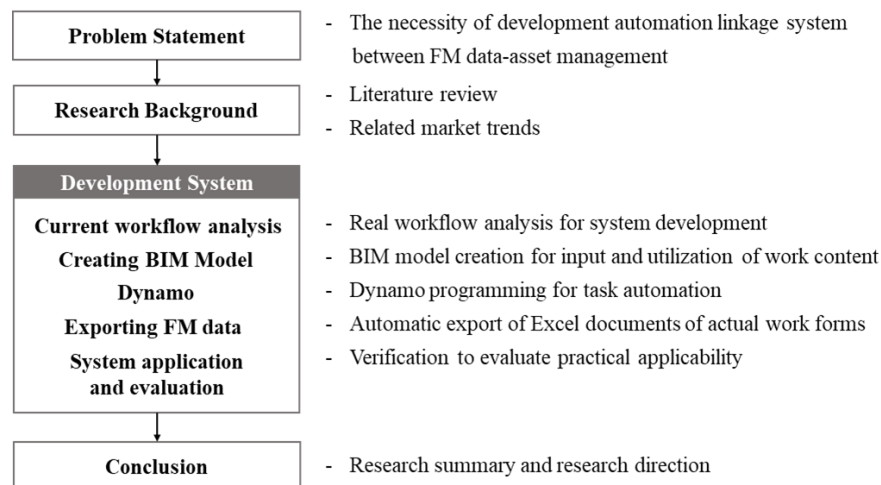 Problem Statement
- The necessity of development automation linkage system
between FM data-asset management
Research Background
- Literature review
- Related market trends
Development System
Current workflow analysis
- Real workflow analysis for system development
Creating BIM Model
- BIM model creation for input and utilization of work content
Dynamo
- Dynamo programming for task automation
Exporting FM data
- Automatic export of Excel documents of actual work forms
System application
and evaluation
- Verification to evaluate practical applicability
Conclusion
- Research summary and research direction